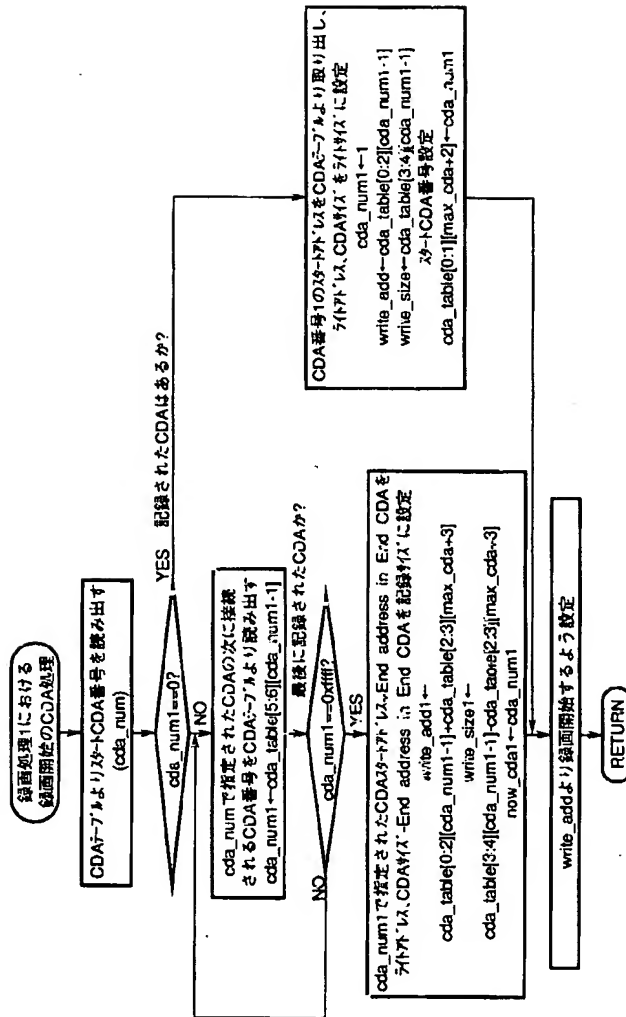 録画処理1における
録画開始のCDA処理
CDAテーブルよりスタートCDA番号を読み出す
(cda_num)
cda_num1==0?
YES 記録されたCDAはあるか?
NO
cda_numで指定されたCDAの次に接続
されるCDA番号をCDAテーブルより読み出す
cda_num1←cda_table[5:6][cda_num1-1]
最後に記録されたCDAか?
cda_num1==0xffff?
NO
YES
cda_num1で指定されたCDAスタートアドレス+End address in End CDAを
ライトアドレス、CDAサイズ-End address in End CDAを記録サイズに設定
write_add1←
cda_table[0:2][cda_num1-1]+cda_table[2:3][max_cda+3]
write_size1←
cda_table[3:4][cda_num1-1]-cda_table[2:3][max_cda+3]
now_cda1←cda_num1
CDA番号1のスタートアドレスをCDAテーブルより取り出し、
ライトアドレス、CDAサイズをライトサイズに設定
cda_num1←1
write_add←cda_table[0:2][cda_num1-1]
write_size←cda_table[3:4][cda_num1-1]
スタートCDA番号設定
cda_table[0:1][max_cda+2]←cda_num1
write_addより録画開始するよう設定
RETURN